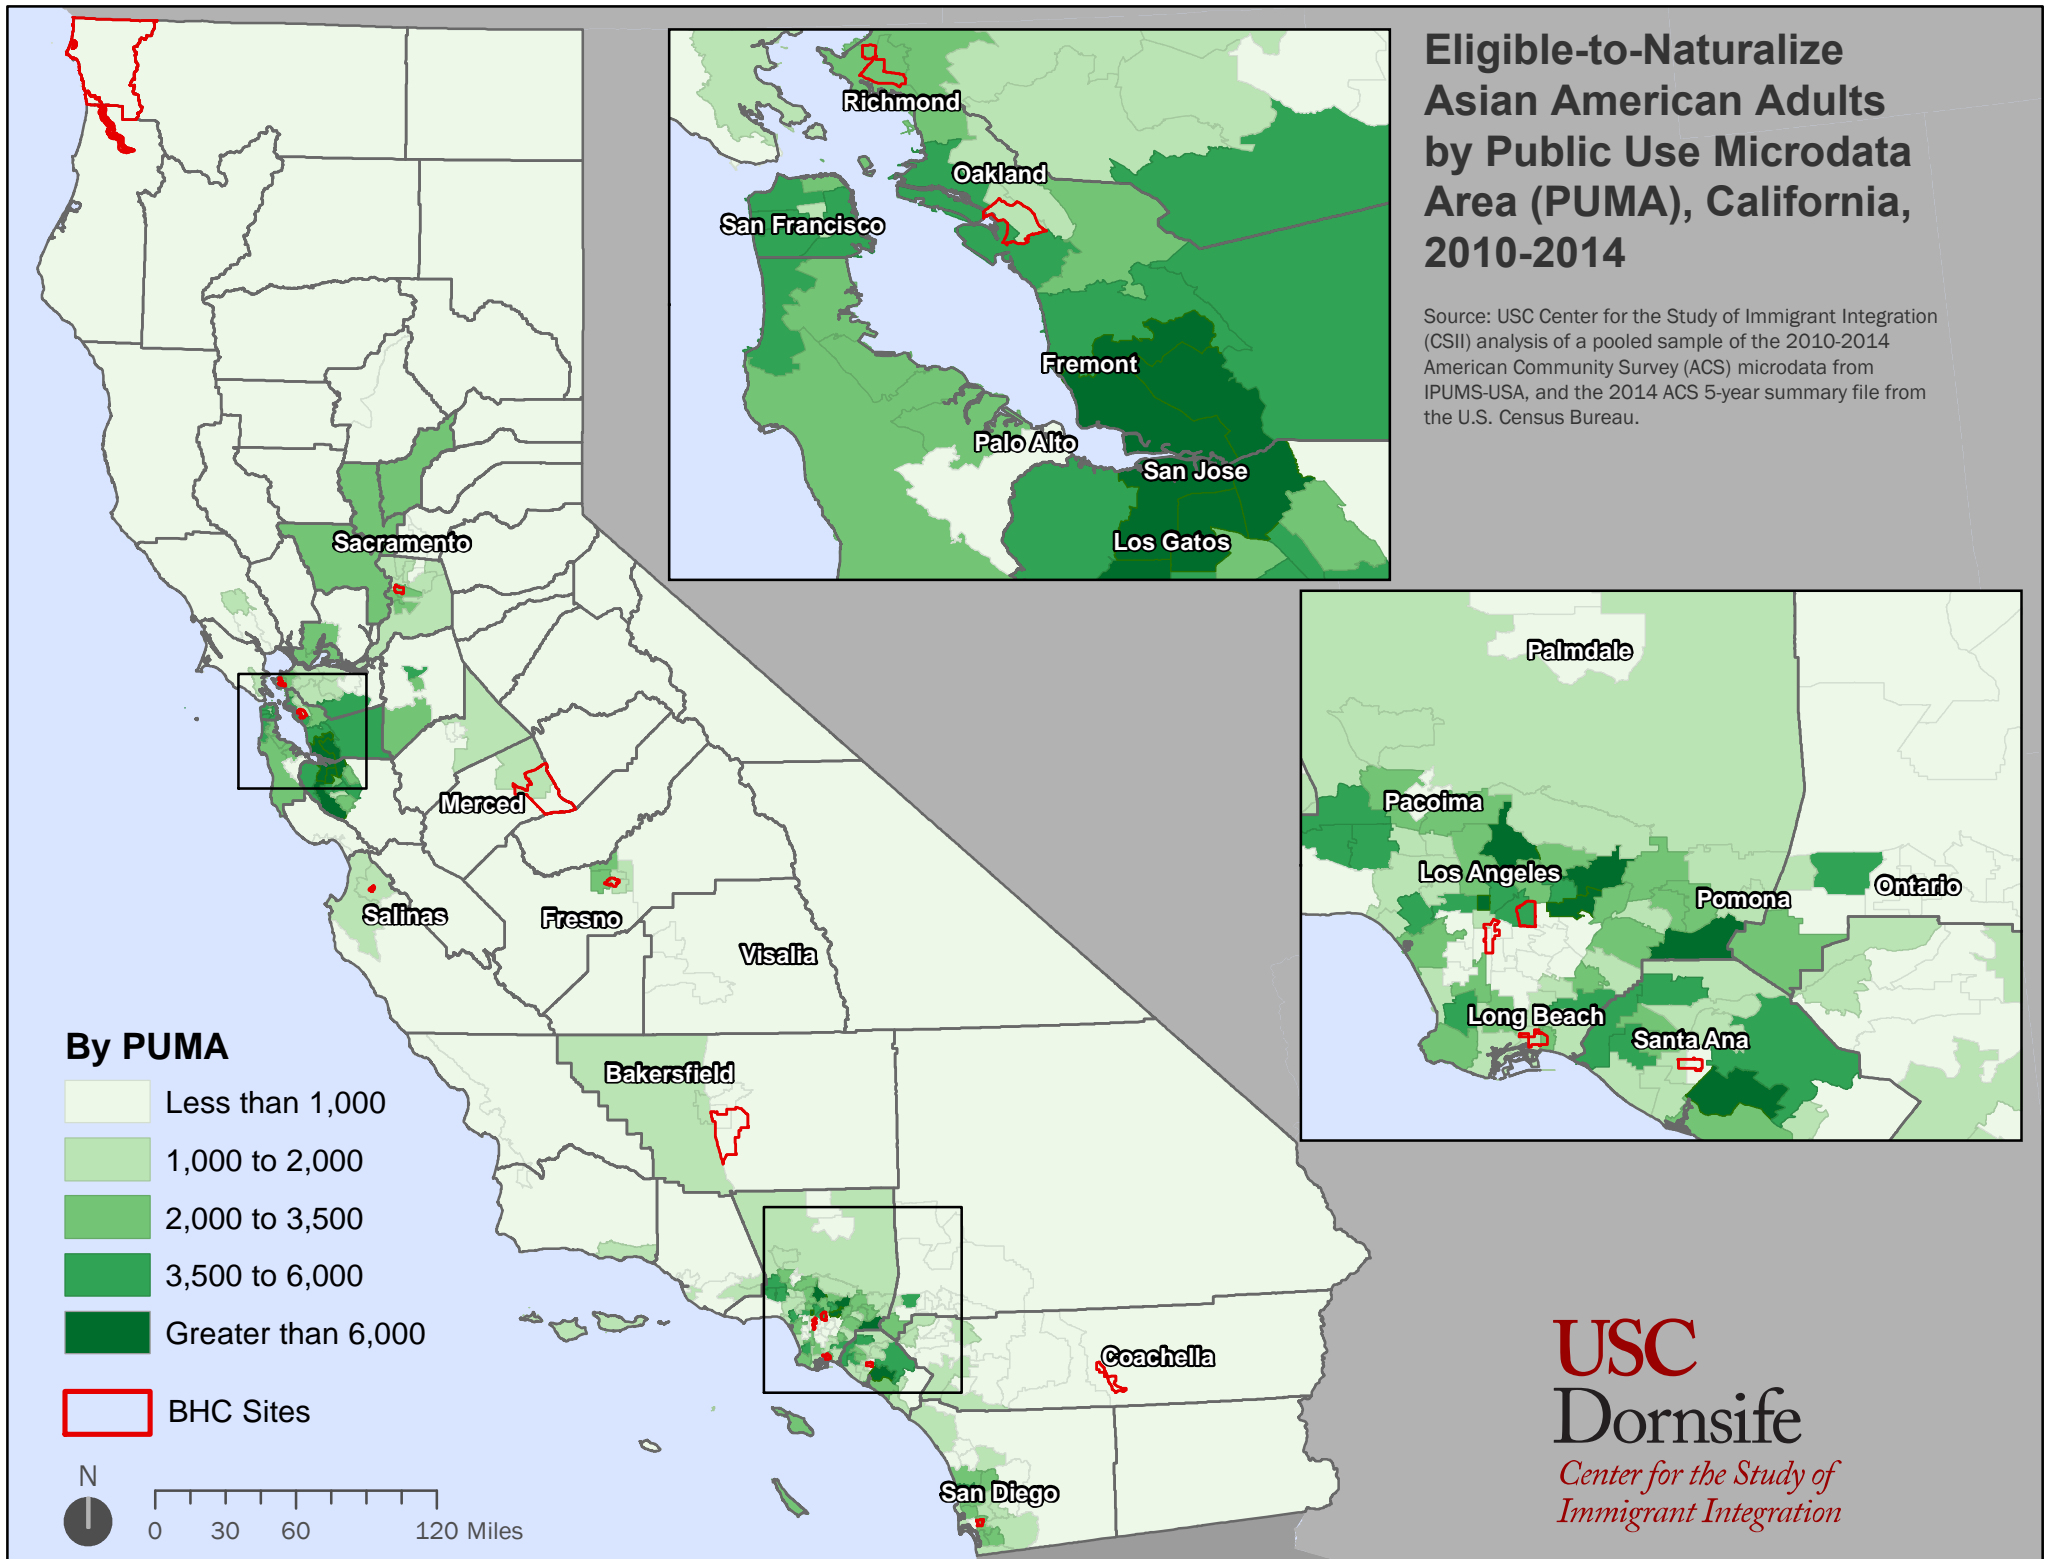 Eligible-to-Naturalize
Asian American Adults
by Public Use Microdata
Area (PUMA), California,
2010-2014
Source: USC Center for the Study of Immigrant Integration
(CSII) analysis of a pooled sample of the 2010-2014
American Community Survey (ACS) microdata from
IPUMS-USA, and the 2014 ACS 5-year summary file from
the U.S. Census Bureau.
Richmond
Oakland
San Francisco
Fremont
Palo Alto
San Jose
Los Gatos
Sacramento
Merced
Salinas
Fresno
Visalia
Bakersfield
Coachella
San Diego
Palmdale
Pacoima
Los Angeles
Ontario
Pomona
Long Beach
Santa Ana
By PUMA
Less than 1,000
1,000 to 2,000
2,000 to 3,500
3,500 to 6,000
Greater than 6,000
BHC Sites
N
0 30 60 120 Miles
USC
Dornsife
Center for the Study of
Immigrant Integration